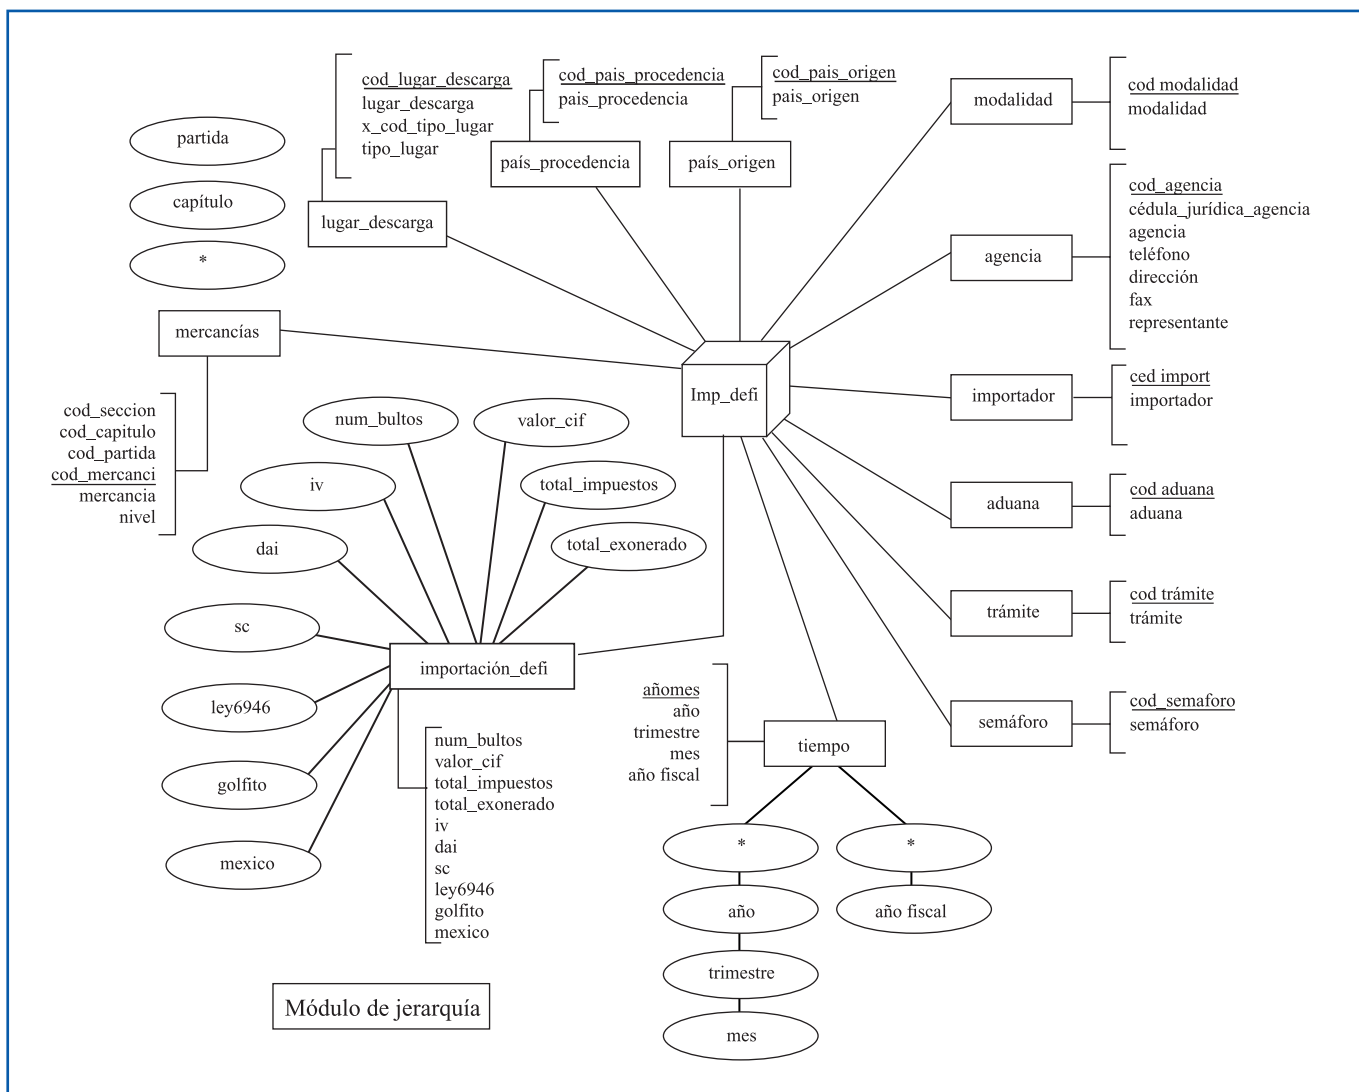 cod_lugar_descarga
lugar_descarga
x_cod_tipo_lugar
tipo_lugar
lugar_descarga
cod_pais_procedencia
pais_procedencia
país_procedencia
cod_pais_origen
pais_origen
país_origen
modalidad
cod modalidad
modalidad
partida
capítulo
*
mercancías
cod_seccion
cod_capitulo
cod_partida
cod_mercanci
mercancia
nivel
Imp_defi
agencia
cod_agencia
cédula_jurídica_agencia
agencia
teléfono
dirección
fax
representante
importador
ced import
importador
aduana
cod aduana
aduana
trámite
cod trámite
trámite
semáforo
cod_semaforo
semáforo
num_bultos
valor_cif
iv
total_impuestos
dai
total_exonerado
sc
importación_defi
ley6946
golfito
mexico
num_bultos
valor_cif
total_impuestos
total_exonerado
iv
dai
sc
ley6946
golfito
mexico
añomes
año
trimestre
mes
año fiscal
tiempo
*
año
trimestre
mes
*
año fiscal
Módulo de jerarquía